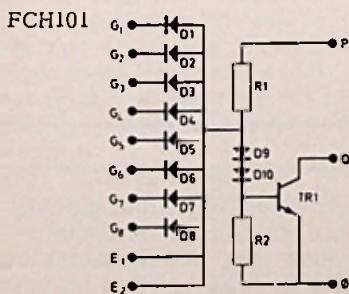 FCH101
G1 D1
G2 D2
G3 D3
G4 D4
G5 D5
G6 D6
G7 D7
G8 D8
E1
E2
P
R1
D9
D10
Q
TR1
R2